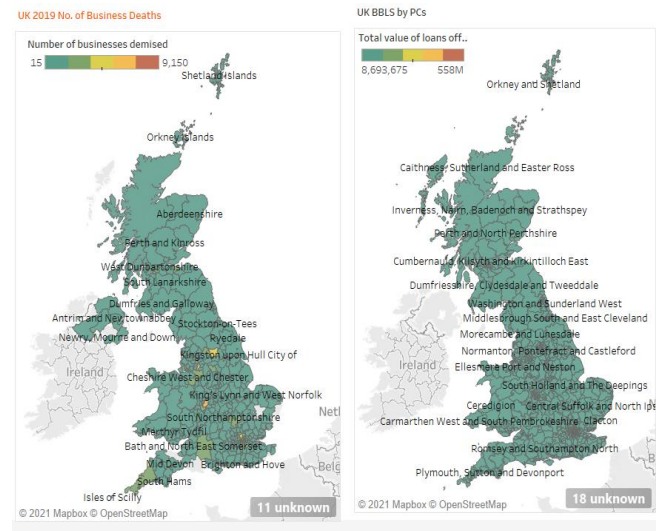 UK 2019 No. of Business Deaths
Number of businesses demised
15 9,150
Shetland Islands
Orkney Islands
Aberdeenshire
Perth and Kinross
West Dunbartonshire
South Lanarkshire
Dumfries and Galloway
Antrim and Newtownabbey
Stockton-on-Tees
Newry, Mourne and Down
Ryedale
Kingston upon Hull City of
Ireland
Cheshire West and Chester
King's Lynn and West Norfolk
Net
South Northamptonshire
Merthyr Tydfil
Bath and North East Somerset
Mid Devon
Brighton and Hove
Belg
South Hams
Isles of Scilly
11 unknown
© 2021 Mapbox © OpenStreetMap
UK BBLS by PCs
Total value of loans off..
8,693,675 558M
Orkney and Shetland
Caithness, Sutherland and Easter Ross
Inverness, Nairn, Badenoch and Strathspey
Perth and North Perthshire
Cumbernauld, Kilsyth and Kirkintilloch East
Dumfriesshire, Clydesdale and Tweeddale
Washington and Sunderland West
Middlesbrough South and East Cleveland
Morecambe and Lunesdale
Normanton, Pontefract and Castleford
Ireland
Ellesmere Port and Neston
South Holland and The Deepings
Ceredigion
Central Suffolk and North Ips
Carmarthen West and South Pembrokeshire
Clacton
Romsey and Southampton North
Plymouth, Sutton and Devonport
18 unknown
© 2021 Mapbox © OpenStreetMap